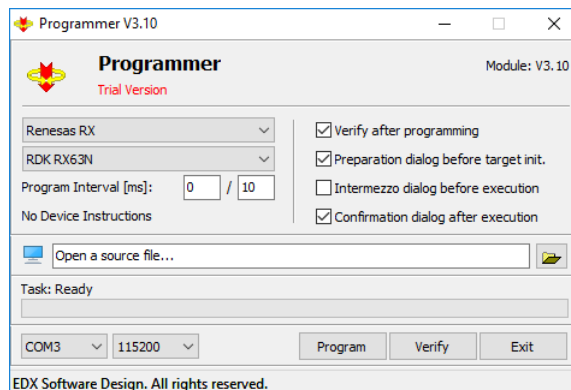 Programmer V3.10
Programmer
Module: V3.10
Trial Version
Renesas RX
RDK RX63N
Program Interval [ms]: 0 / 10
No Device Instructions
Verify after programming
Preparation dialog before target init.
Intermezzo dialog before execution
Confirmation dialog after execution
Open a source file...
Task: Ready
COM3 115200 Program Verify Exit
EDX Software Design. All rights reserved.